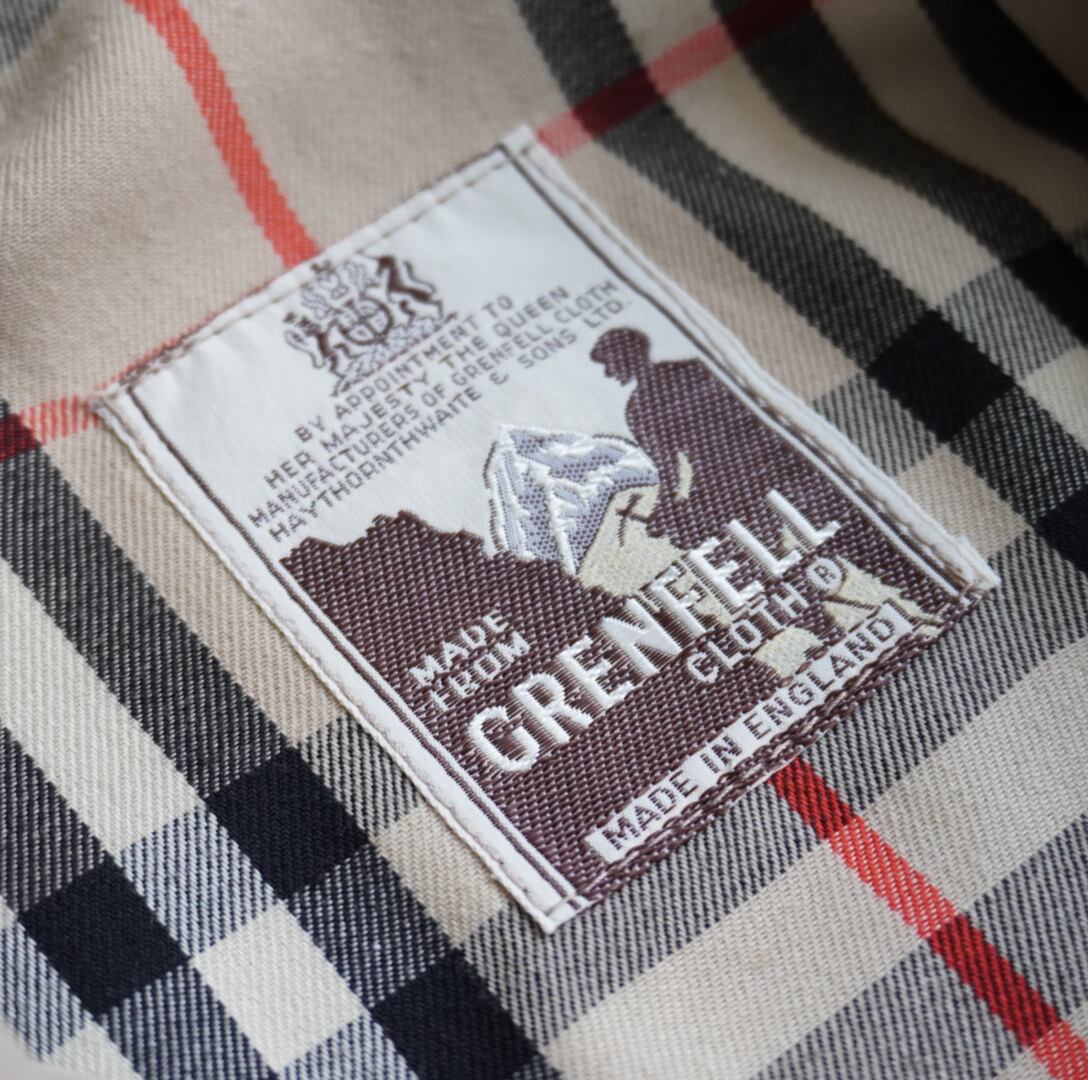 BY APPOINTMENT TO
HER MAJESTY THE QUEEN
MANUFACTURERS OF GRENFELL CLOTH
HAYTHORNTHWAITE & SONS LTD.
MADE
FROM
GRENFELL
CLOTH ®
MADE IN ENGLAND